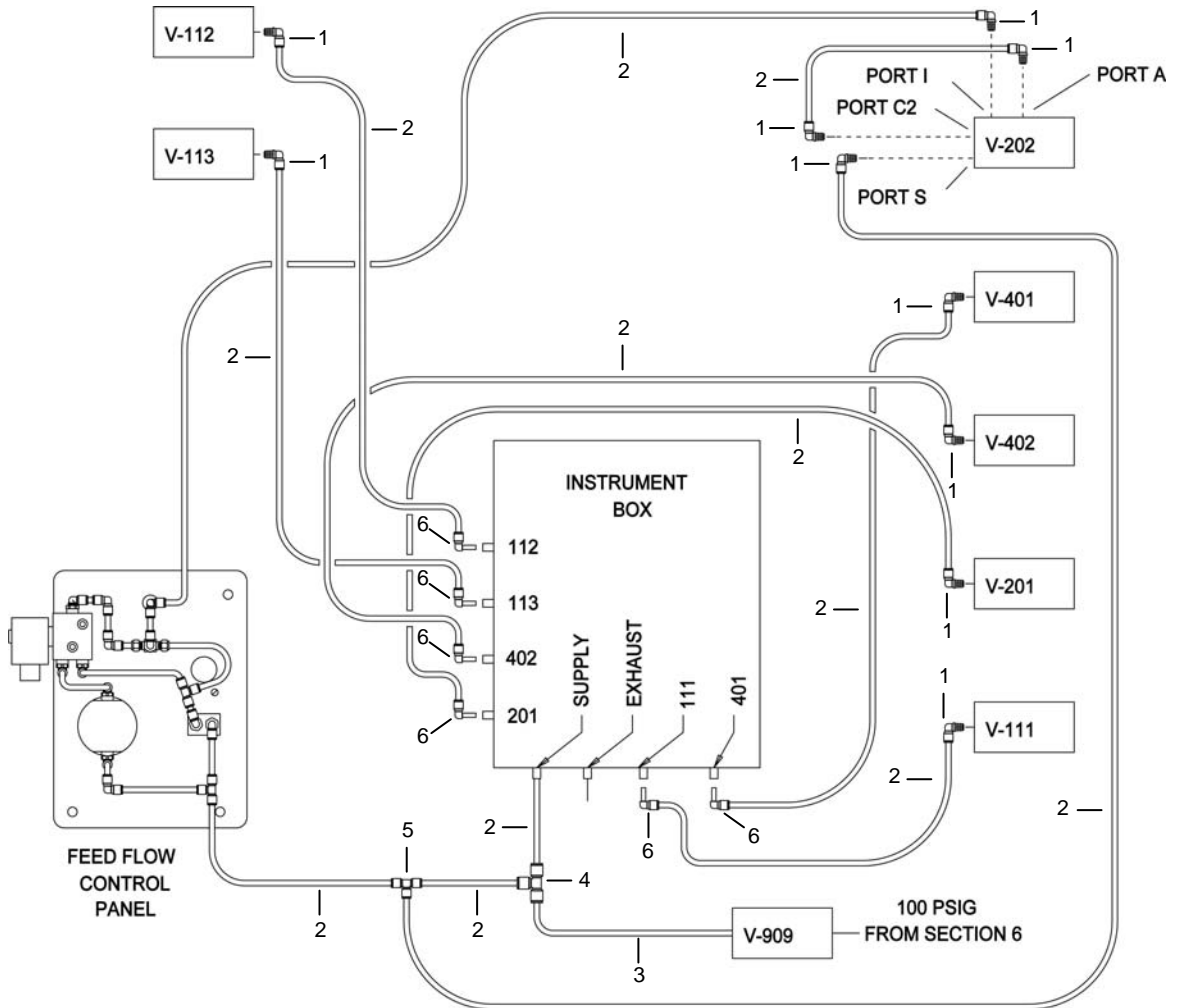 V-112
1
2
1
1
2
2
PORT I
PORT A
PORT C2
V-113
1
1
V-202
1
PORT S
V-401
1
2
2
2
V-402
1
INSTRUMENT
BOX
6
112
V-201
1
2
6
113
6
402
6
201
SUPPLY
EXHAUST
111
401
1
V-111
2
2
2
6
6
5
4
FEED FLOW
CONTROL
PANEL
2
2
3
V-909
100 PSIG
FROM SECTION 6